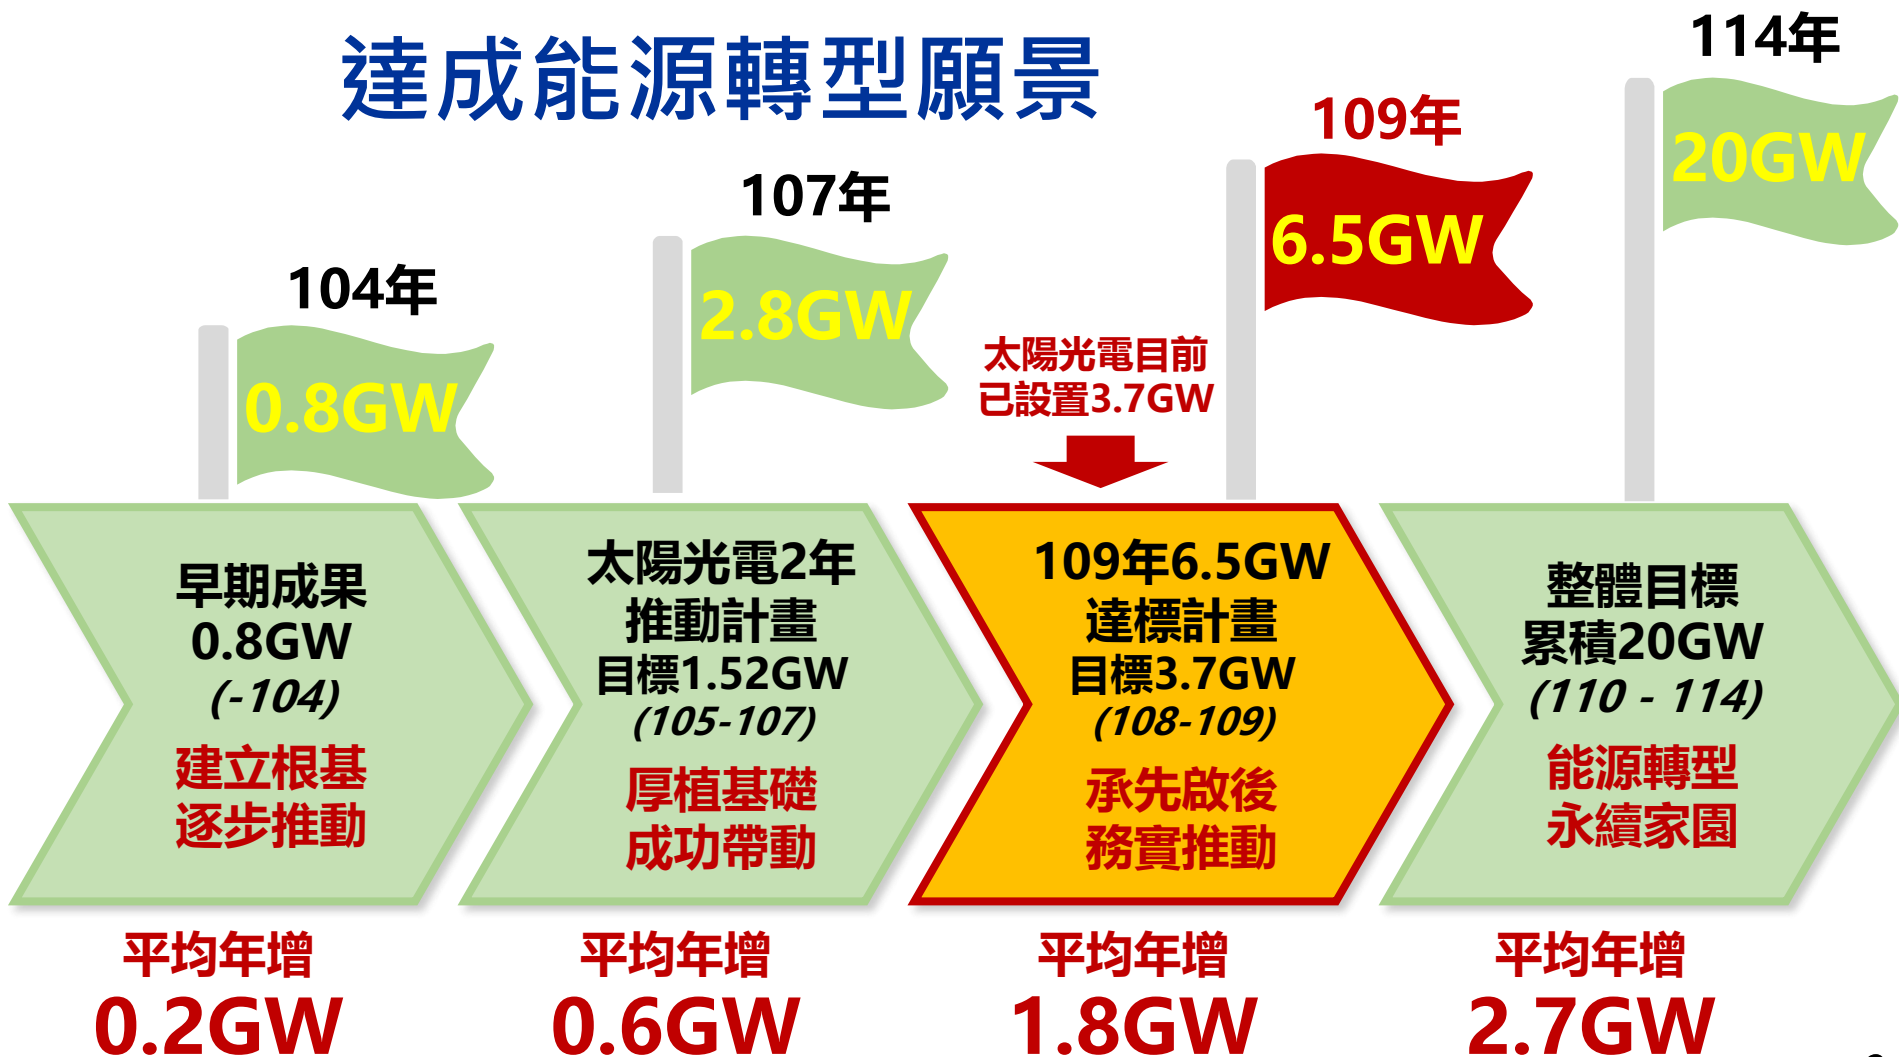 達成能源轉型願景
104年
0.8GW
107年
2.8GW
太陽光電目前
已設置3.7GW
109年
6.5GW
114年
20GW
早期成果
0.8GW
(-104)
建立根基
逐步推動
太陽光電2年
推動計畫
目標1.52GW
(105-107)
厚植基礎
成功帶動
109年6.5GW
達標計畫
目標3.7GW
(108-109)
承先啟後
務實推動
整體目標
累積20GW
(110 - 114)
能源轉型
永續家園
平均年增
0.2GW
平均年增
0.6GW
平均年增
1.8GW
平均年增
2.7GW